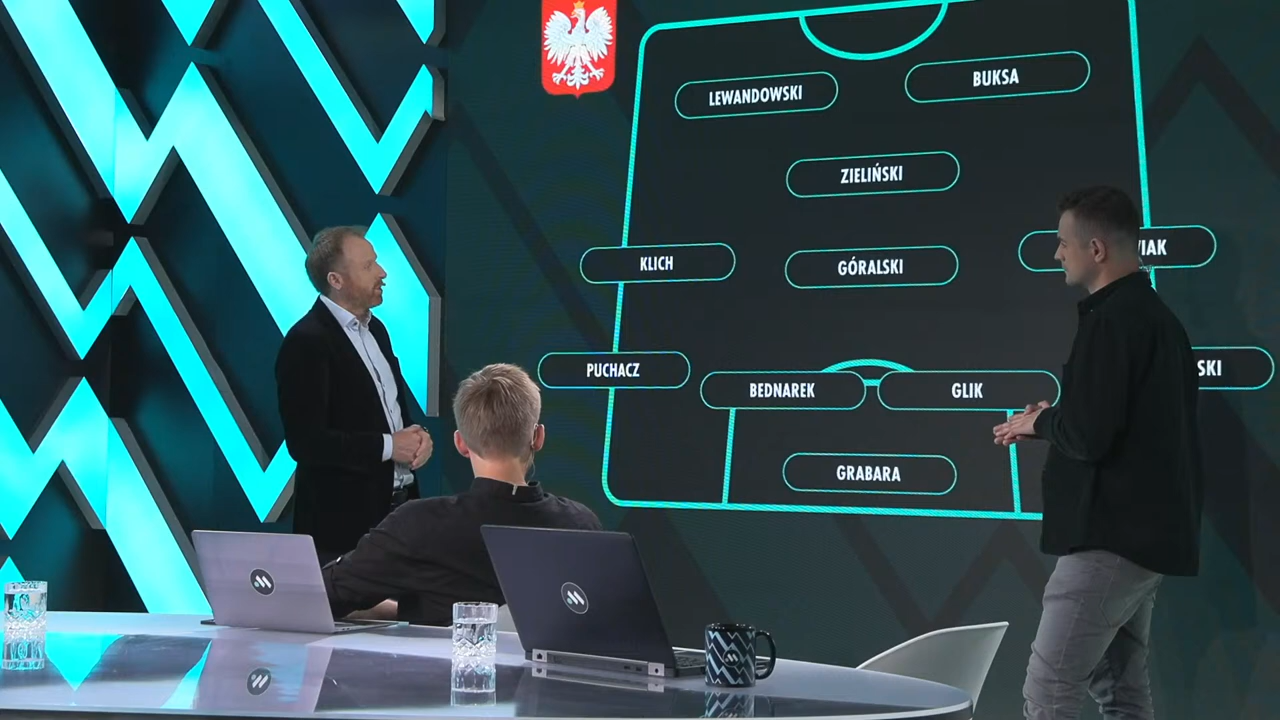 LEWANDOWSKI
BUKSA
ZIELIŃSKI
KLICH
GÓRALSKI
PUCHACZ
BEDNAREK
GLIK
GRABARA